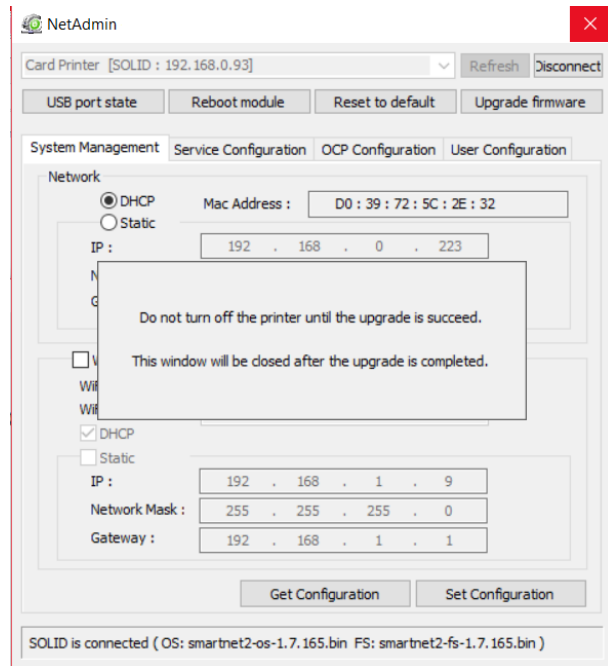 NetAdmin
Card Printer [SOLID : 192.168.0.93] Refresh Disconnect
USB port state Reboot module Reset to default Upgrade firmware
System Management Service Configuration OCP Configuration User Configuration
Network
DHCP Mac Address : D0 : 39 : 72 : 5C : 2E : 32
Static
IP : 192 . 168 . 0 . 223
Do not turn off the printer until the upgrade is succeed.
This window will be closed after the upgrade is completed.
DHCP
Static
IP : 192 . 168 . 1 . 9
Network Mask : 255 . 255 . 255 . 0
Gateway : 192 . 168 . 1 . 1
Get Configuration Set Configuration
SOLID is connected ( OS: smartnet2-os-1.7.165.bin FS: smartnet2-fs-1.7.165.bin )